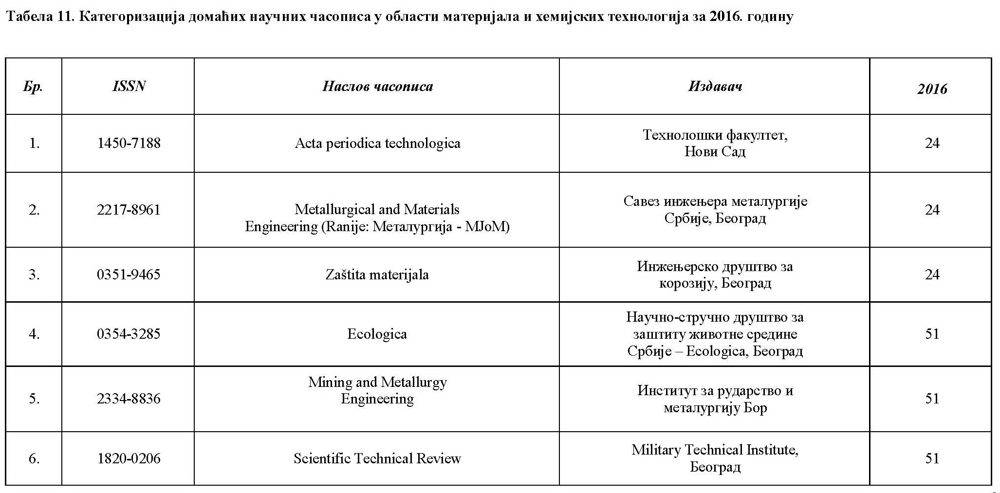 Табела 11. Категоризација домаћих научних часописа у области материјала и хемијских технологија за 2016. годину
Бр. ISSN Наслов часописа Издавач 2016
1. 1450-7188 Acta periodica technologica Технолошки факултет,
Нови Сад 24
2. 2217-8961 Metallurgical and Materials
Engineering (Ranije: Металургија - MJoM) Савез инжењера металургије
Србије, Београд 24
3. 0351-9465 Zaštita materijala Инжењерско друштво за
корозију, Београд 24
4. 0354-3285 Ecologica Научно-стручно друштво за
заштиту животне средине
Србије – Ecologica, Београд 51
5. 2334-8836 Mining and Metallurgy
Engineering Институт за рударство и
металургију Бор 51
6. 1820-0206 Scientific Technical Review Military Technical Institute,
Београд 51